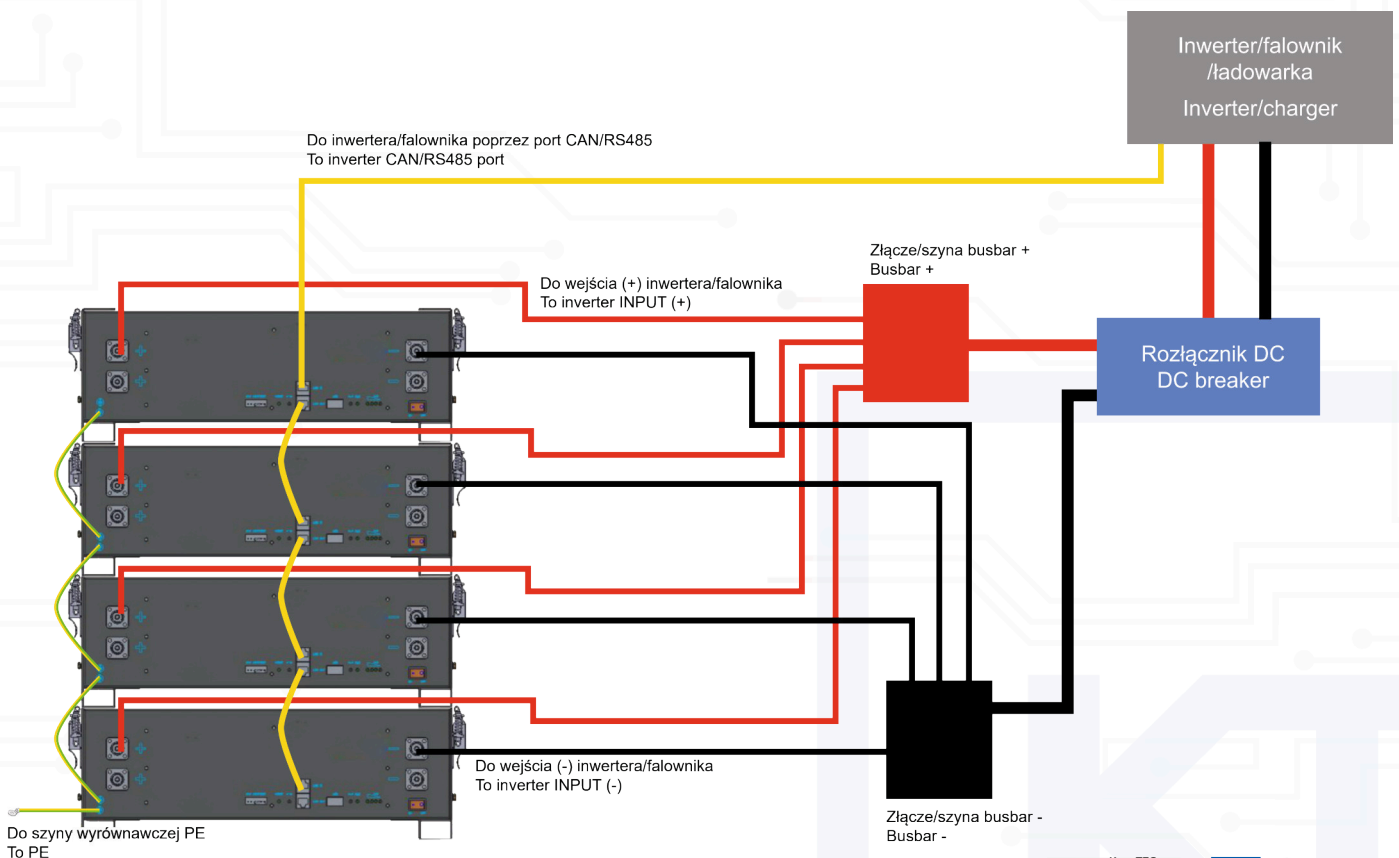 Inwerter/falownik
/ładowarka
Inverter/charger
Do inwertera/falownika poprzez port CAN/RS485
To inverter CAN/RS485 port
Złącze/szyna busbar +
Busbar +
Do wejścia (+) inwertera/falownika
To inverter INPUT (+)
Rozłącznik DC
DC breaker
Do wejścia (-) inwertera/falownika
To inverter INPUT (-)
Złącze/szyna busbar -
Busbar -
Do szyny wyrównawczej PE
To PE